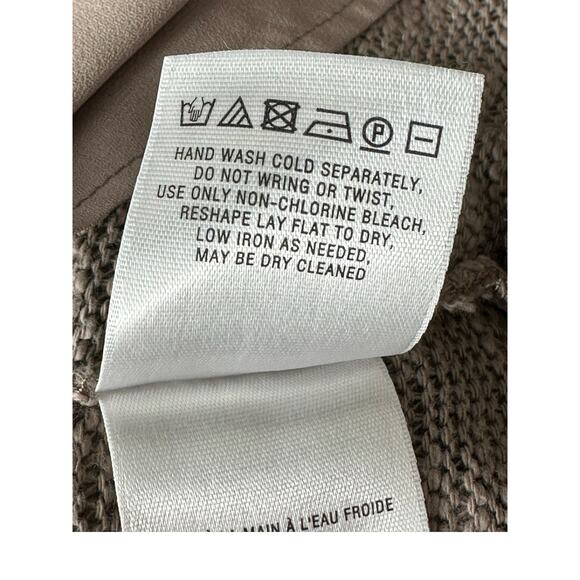 P
HAND WASH COLD SEPARATELY,
DO NOT WRING OR TWIST,
USE ONLY NON-CHLORINE BLEACH,
RESHAPE LAY FLAT TO DRY,
LOW IRON AS NEEDED,
MAY BE DRY CLEANED
MAIN À L'EAU FROIDE